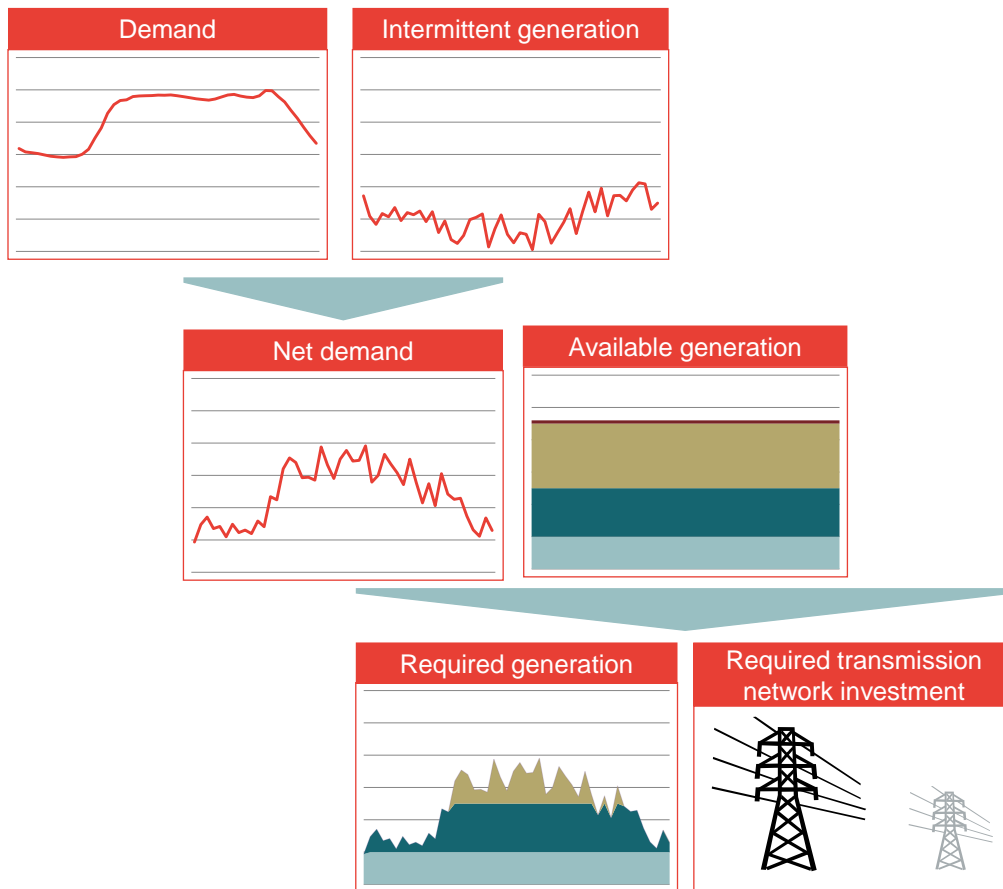 Demand
Intermittent generation
Net demand
Available generation
Required generation
Required transmission
network investment